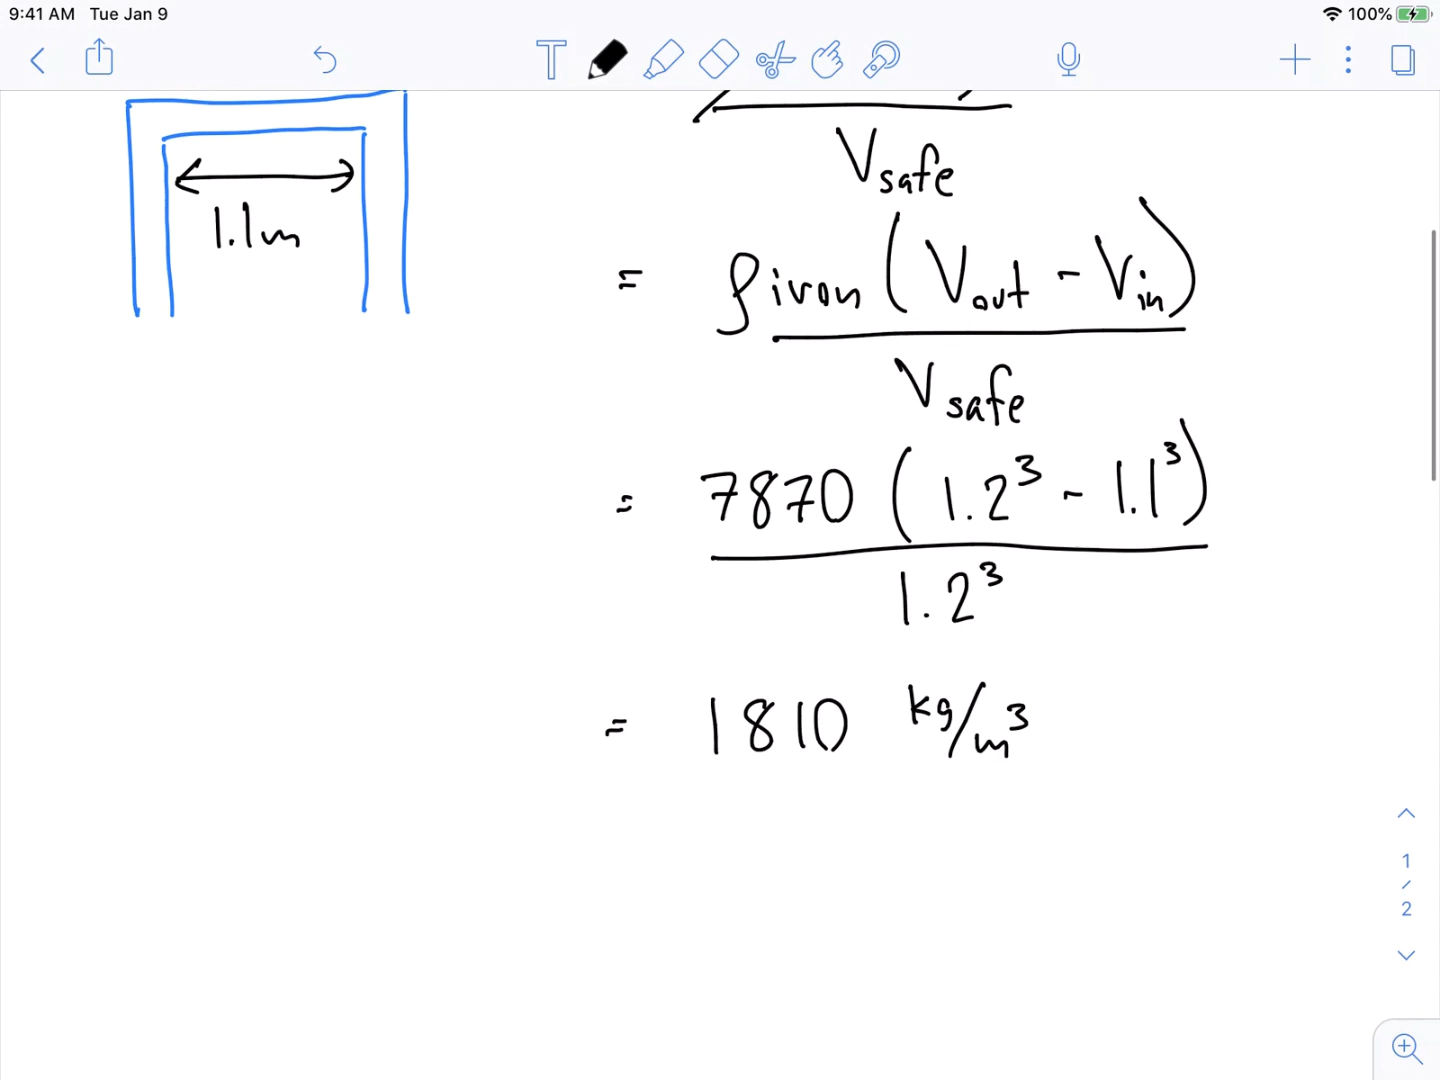 9:41 AM Tue Jan 9
100%
T
1.1m
Vsafe
= ρiron (Vout - Vin)
Vsafe
= 7870 (1.2³ - 1.1³)
1.2³
= 1810 kg/m³
1
/
2